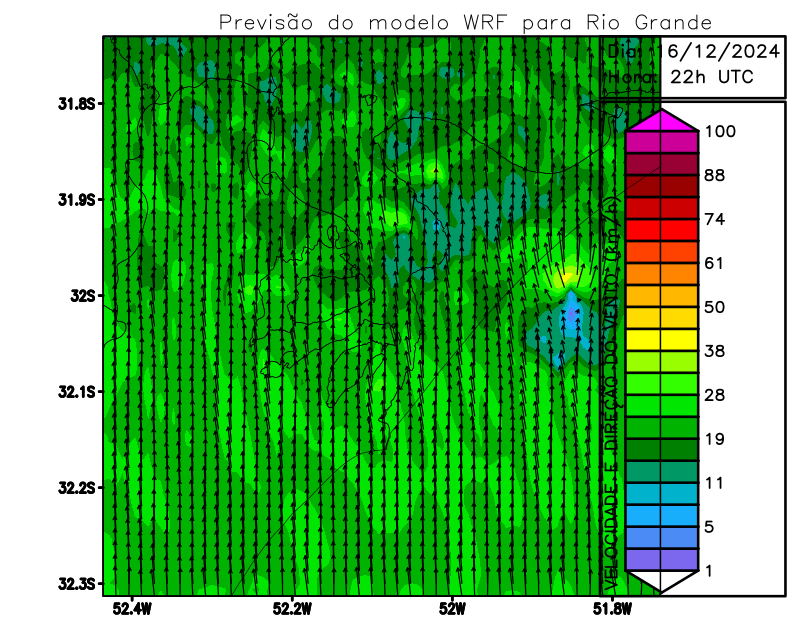 Previsão do modelo WRF para Rio Grande
Dia: 16/12/2024
Hora: 22h UTC
31.8S
31.9S
32S
32.1S
32.2S
32.3S
52.4W
52.2W
52W
51.8W
VELOCIDADE E DIREÇÃO DO VENTO (km/h)
100
88
74
61
50
38
28
19
11
5
1